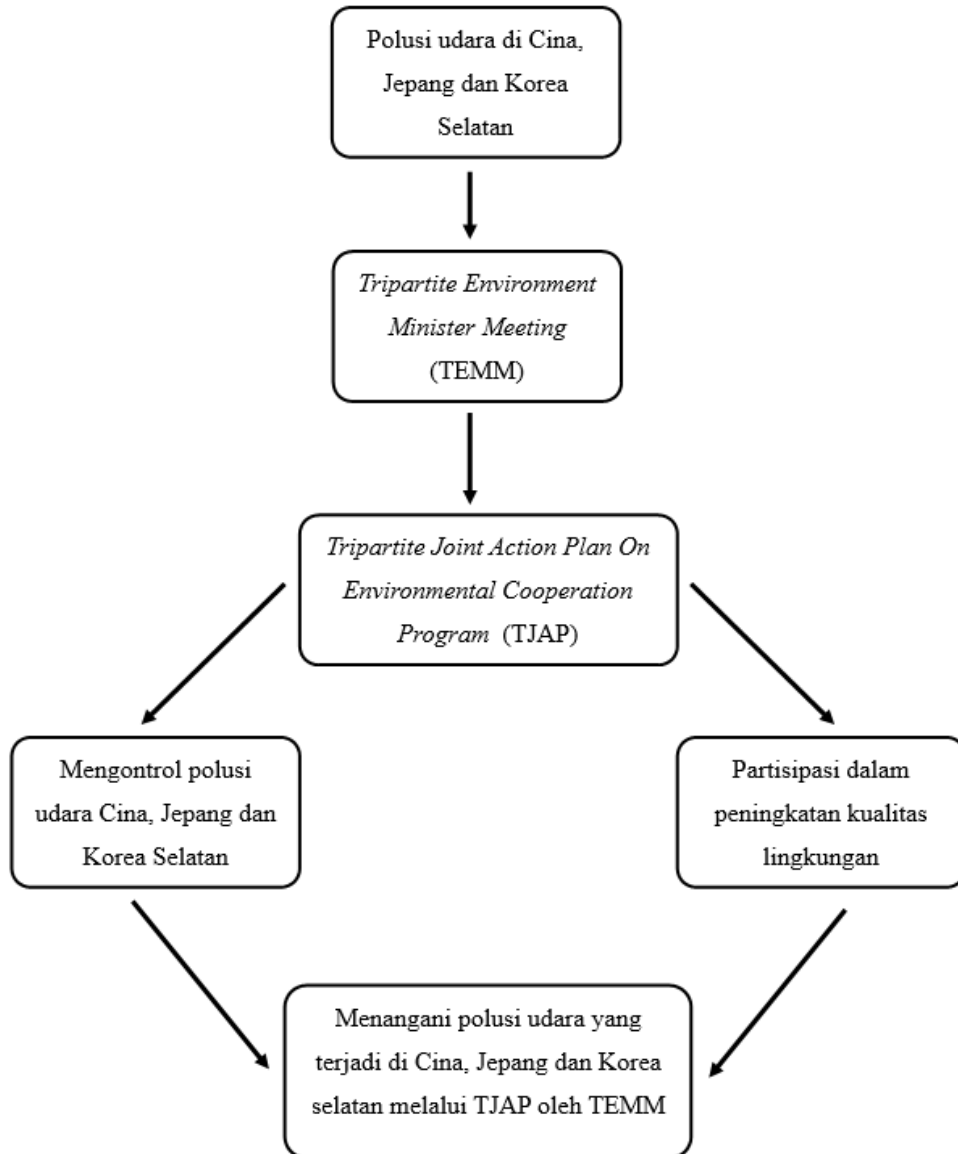 Polusi udara di Cina,
Jepang dan Korea
Selatan
Tripartite Environment
Minister Meeting
(TEMM)
Tripartite Joint Action Plan On
Environmental Cooperation
Program (TJAP)
Mengontrol polusi
udara Cina, Jepang dan
Korea Selatan
Partisipasi dalam
peningkatan kualitas
lingkungan
Menangani polusi udara yang
terjadi di Cina, Jepang dan Korea
selatan melalui TJAP oleh TEMM